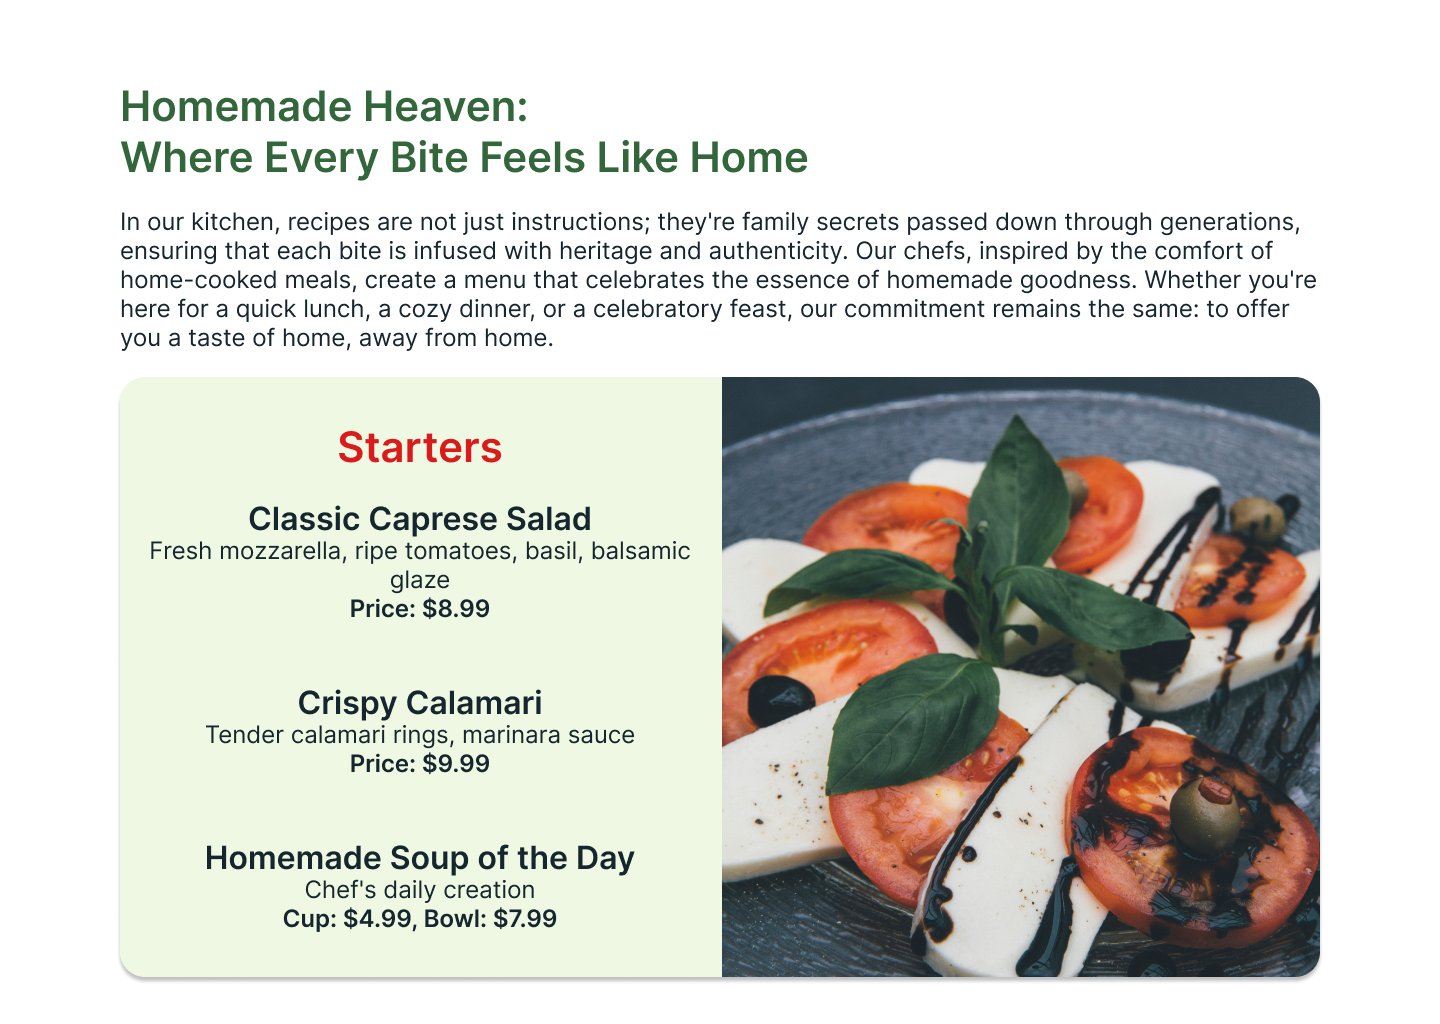 Homemade Heaven:
Where Every Bite Feels Like Home
In our kitchen, recipes are not just instructions; they're family secrets passed down through generations,
ensuring that each bite is infused with heritage and authenticity. Our chefs, inspired by the comfort of
home-cooked meals, create a menu that celebrates the essence of homemade goodness. Whether you're
here for a quick lunch, a cozy dinner, or a celebratory feast, our commitment remains the same: to offer
you a taste of home, away from home.
Starters
Classic Caprese Salad
Fresh mozzarella, ripe tomatoes, basil, balsamic
glaze
Price: $8.99
Crispy Calamari
Tender calamari rings, marinara sauce
Price: $9.99
Homemade Soup of the Day
Chef's daily creation
Cup: $4.99, Bowl: $7.99